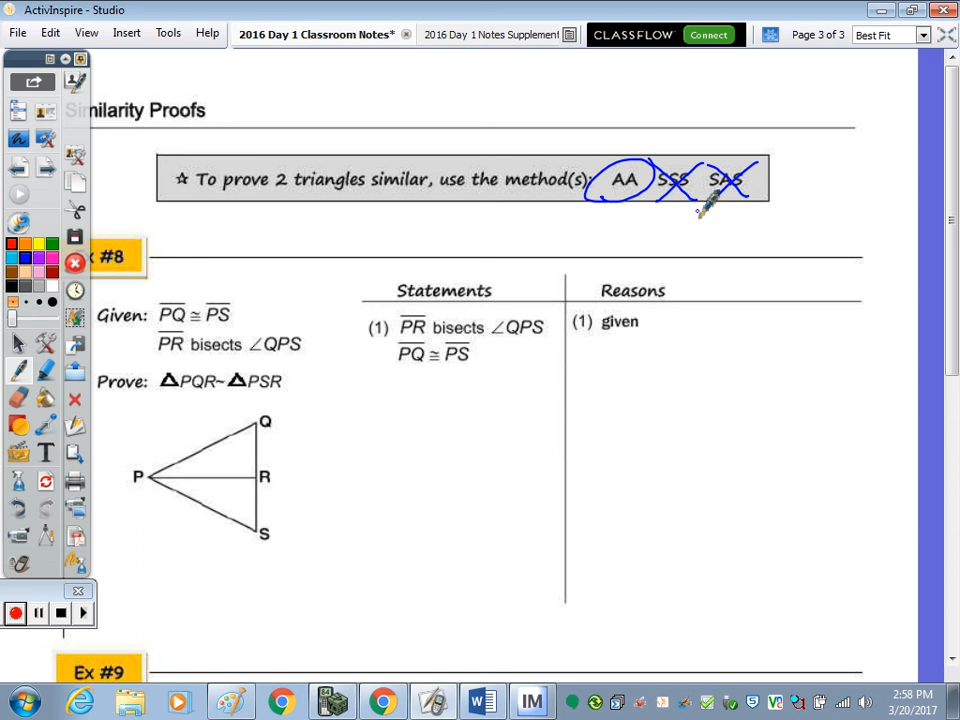 ActivInspire - Studio
File Edit View Insert Tools Help
2016 Day 1 Classroom Notes*
2016 Day 1 Notes Supplement
CLASSFLOW Connect
Page 3 of 3
Best Fit
Similarity Proofs
☆ To prove 2 triangles similar, use the method(s): AA SSS SAS
Ex #8
Statements Reasons
Given: PQ ≅ PS
PR bisects ∠QPS
Prove: △PQR~△PSR
(1) PR bisects ∠QPS
PQ ≅ PS
(1) given
Q
P
R
S
Ex #9
W
IM
2:58 PM
3/20/2017